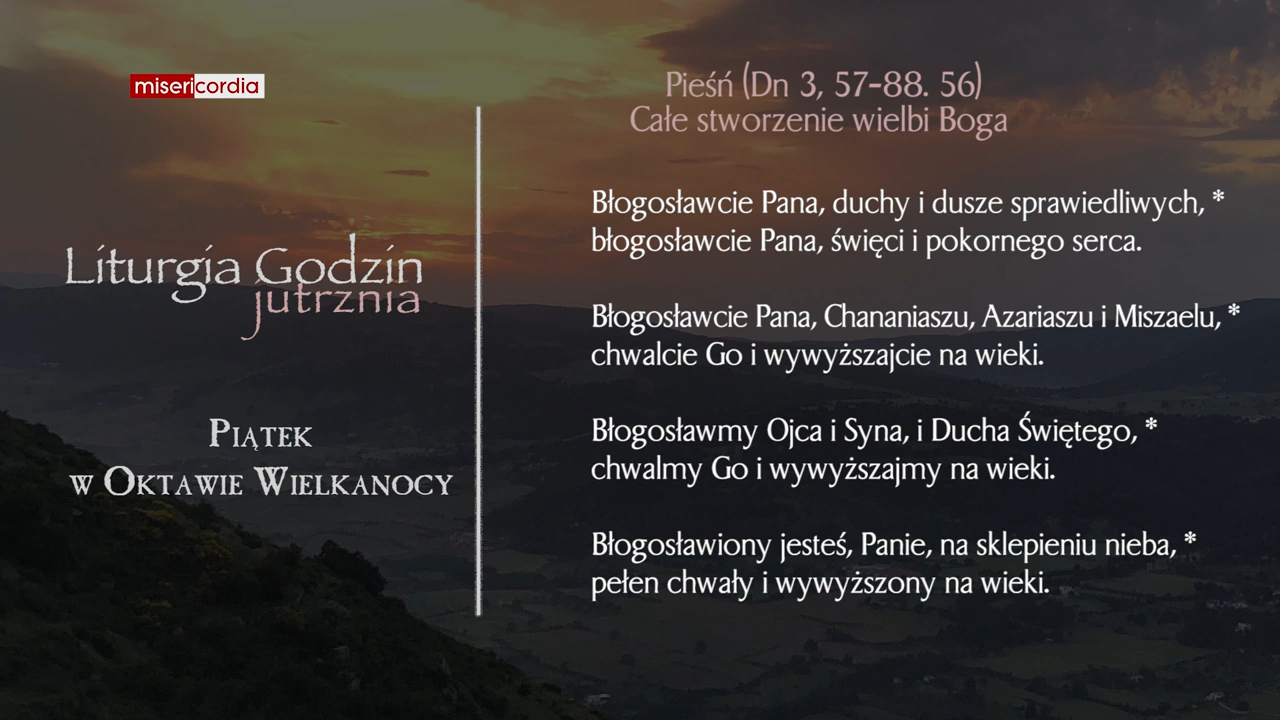 misericordia
Liturgia Godzin
jutrznia
Piątek
w Oktawie Wielkanocy
Pieśń (Dn 3, 57-88. 56)
Całe stworzenie wielbi Boga
Błogosławcie Pana, duchy i dusze sprawiedliwych, *
błogosławcie Pana, święci i pokornego serca.
Błogosławcie Pana, Chananiaszu, Azariaszu i Miszaelu, *
chwalcie Go i wywyższajcie na wieki.
Błogosławmy Ojca i Syna, i Ducha Świętego, *
chwalmy Go i wywyższajmy na wieki.
Błogosławiony jesteś, Panie, na sklepieniu nieba, *
pełen chwały i wywyższony na wieki.